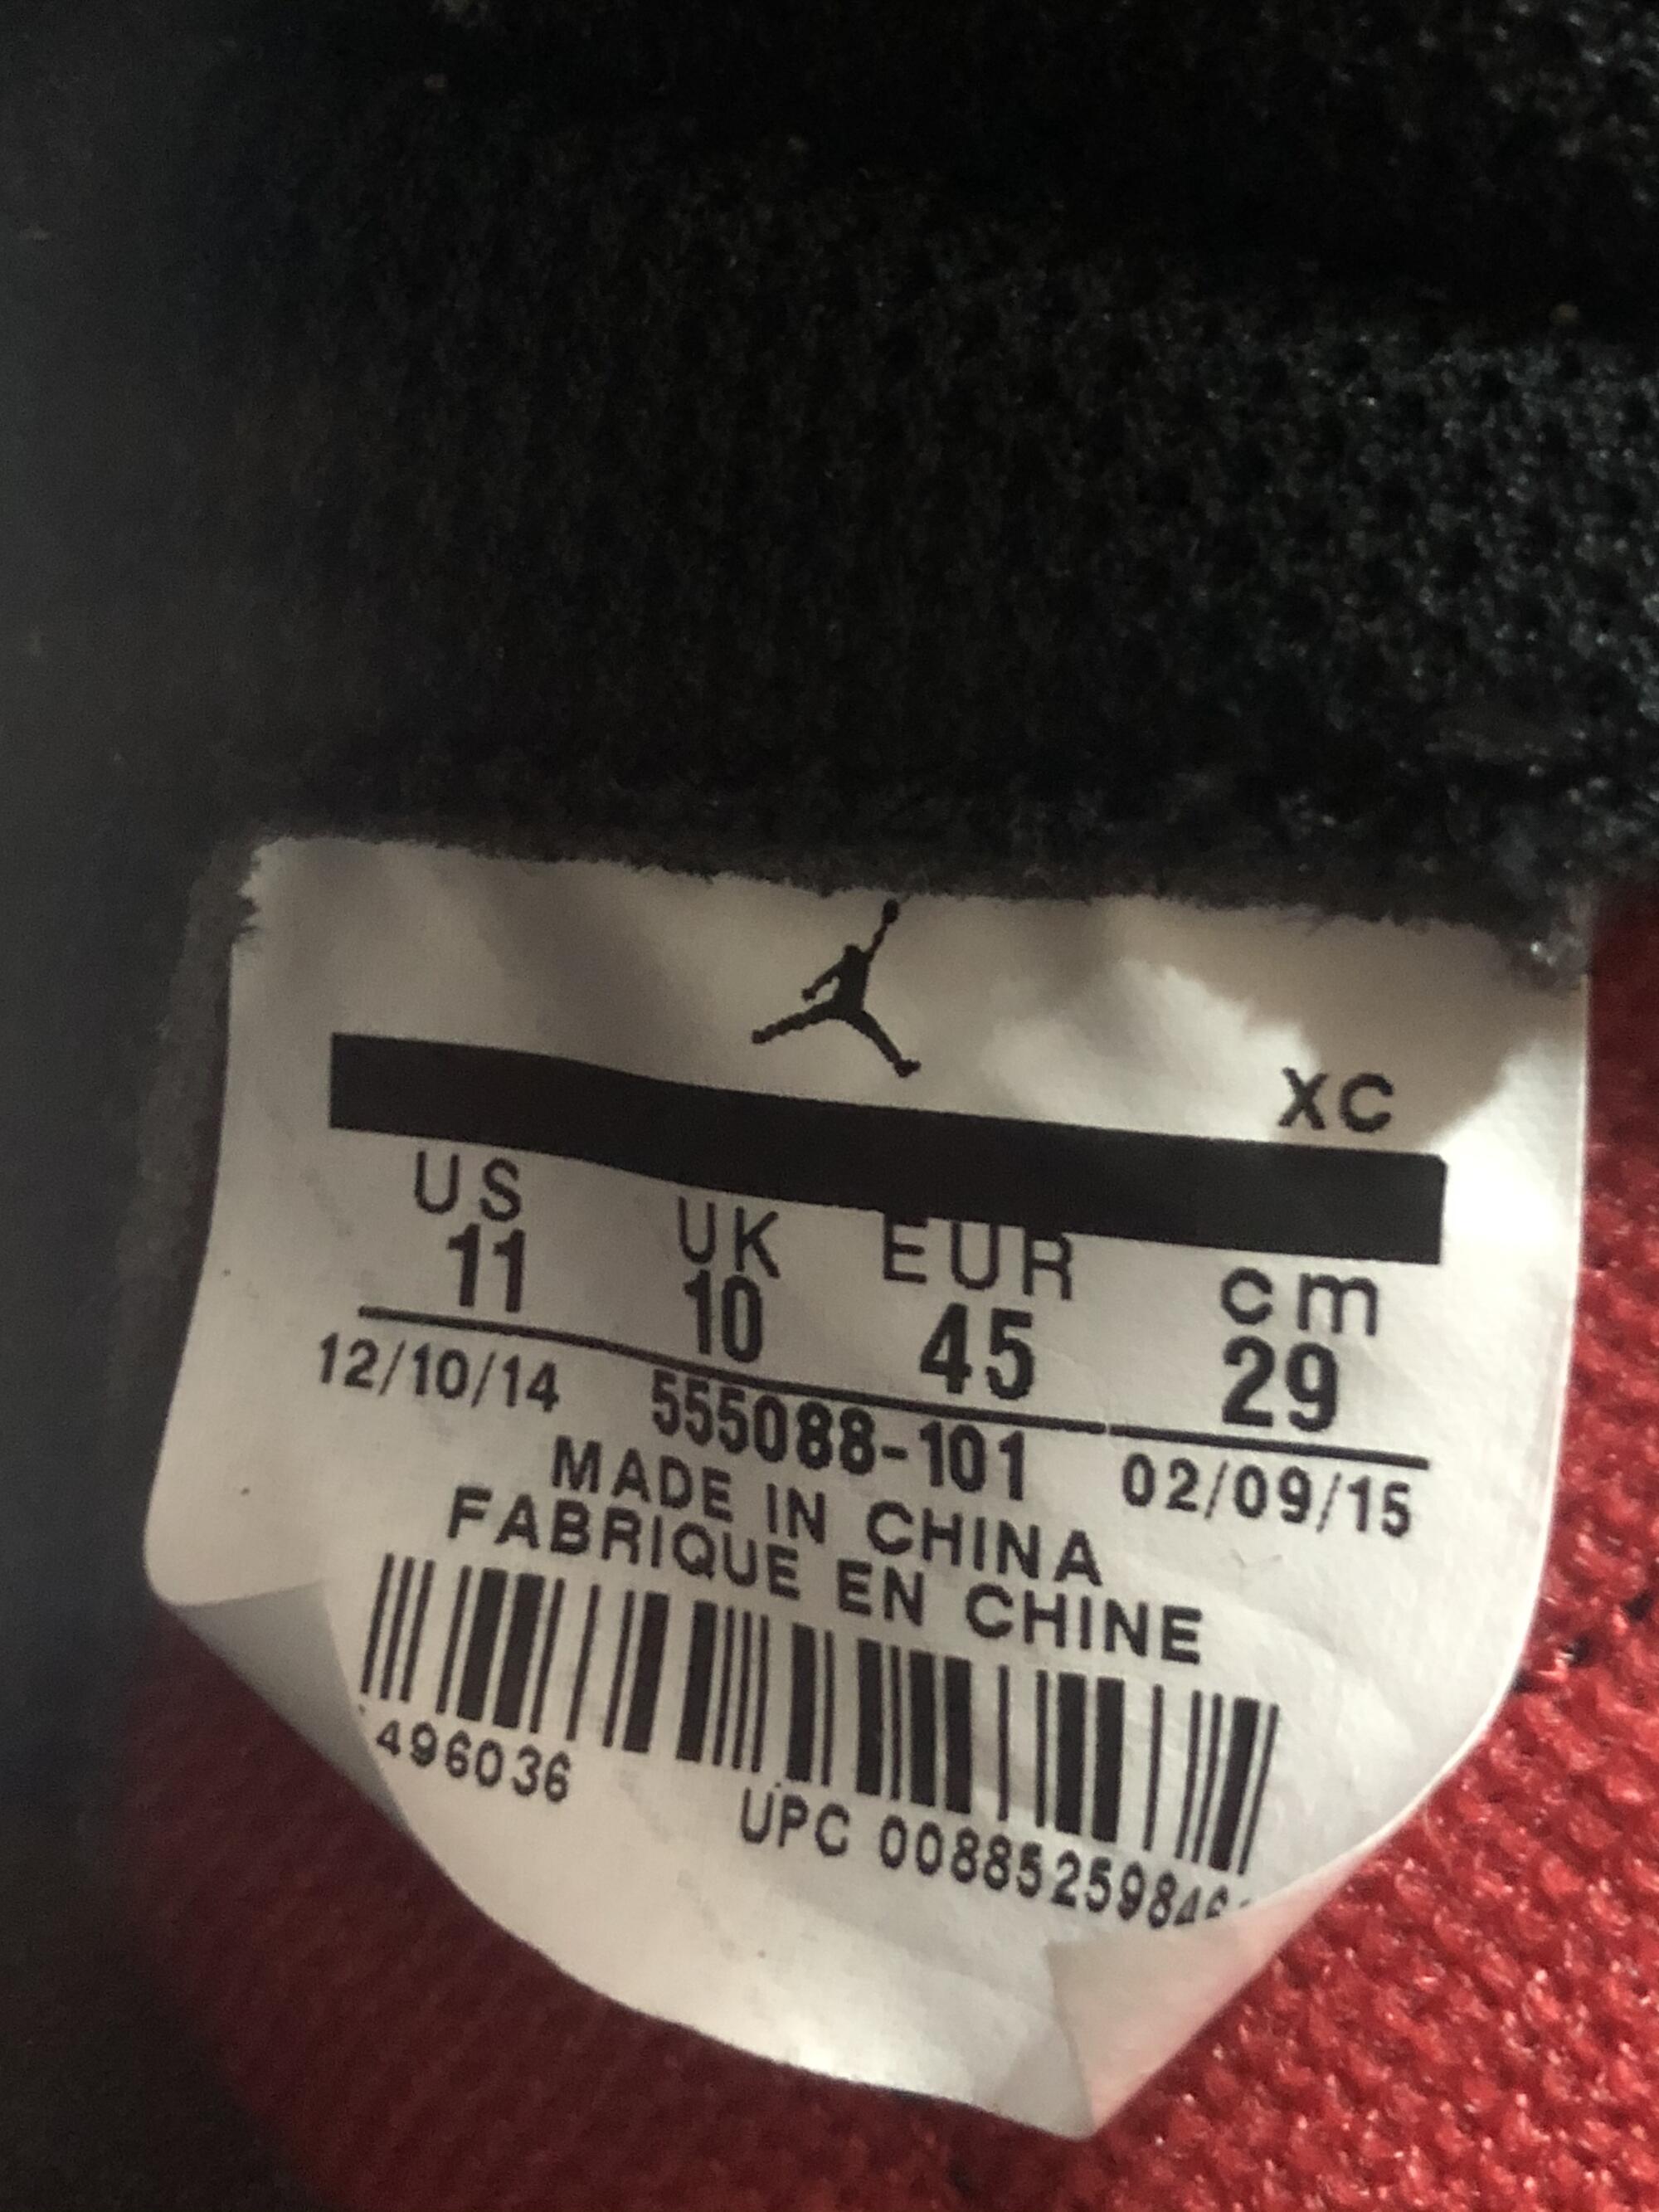 XC
US UK EUR cm
11 10 45 29
12/10/14 555088-101 02/09/15
MADE IN CHINA
FABRIQUE EN CHINE
496036 UPC 00885259846